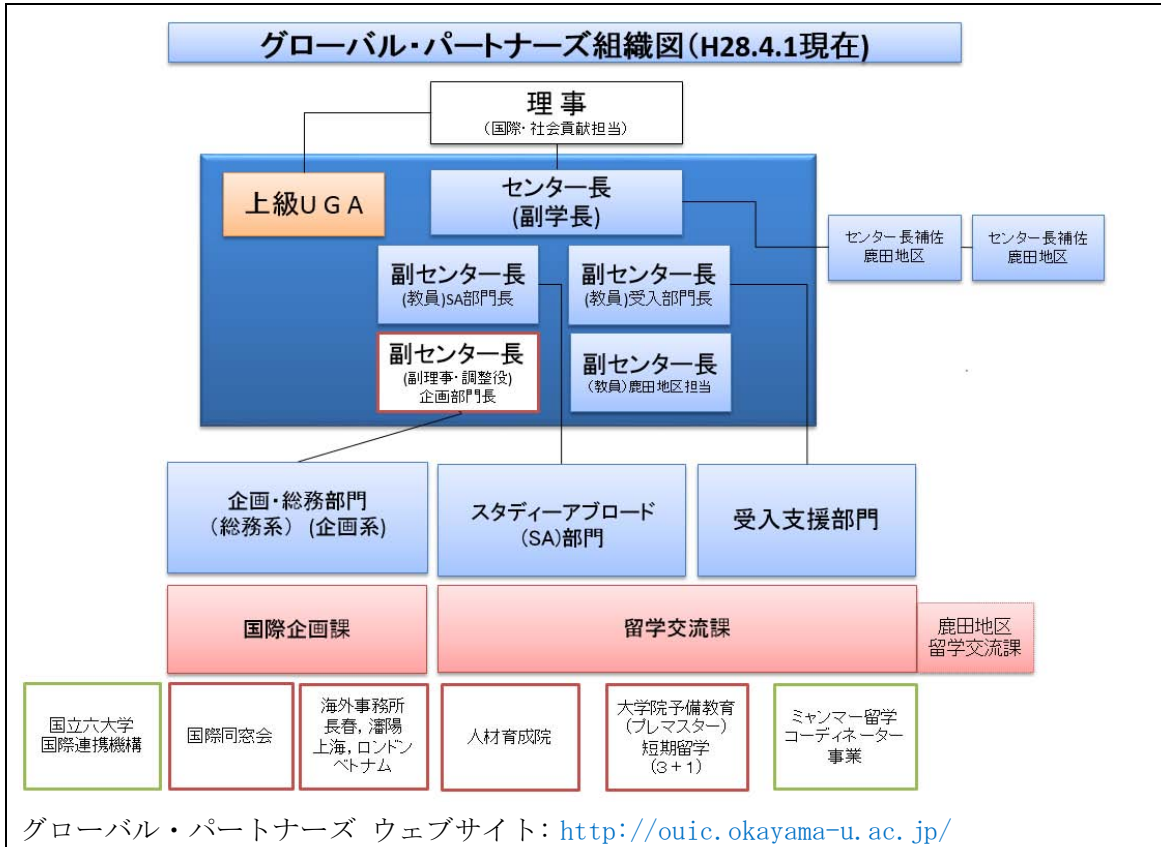 グローバル・パートナーズ組織図(H28.4.1現在)
理 事
(国際・社会貢献担当)
上級UGA
センター長
(副学長)
センター長補佐
鹿田地区
センター長補佐
鹿田地区
副センター長
(教員)SA部門長
副センター長
(教員)受入部門長
副センター長
(副理事・調整役)
企画部門長
副センター長
(教員)鹿田地区担当
企画・総務部門
(総務系) (企画系)
スタディーアブロード
(SA)部門
受入支援部門
国際企画課
留学交流課
鹿田地区
留学交流課
国立六大学
国際連携機構
国際同窓会
海外事務所
長春, 瀋陽
上海, ロンドン
ベトナム
人材育成院
大学院予備教育
(プレマスター)
短期留学
(3+1)
ミャンマー留学
コーディネーター
事業
グローバル・パートナーズ ウェブサイト: http://ouic.okayama-u.ac.jp/